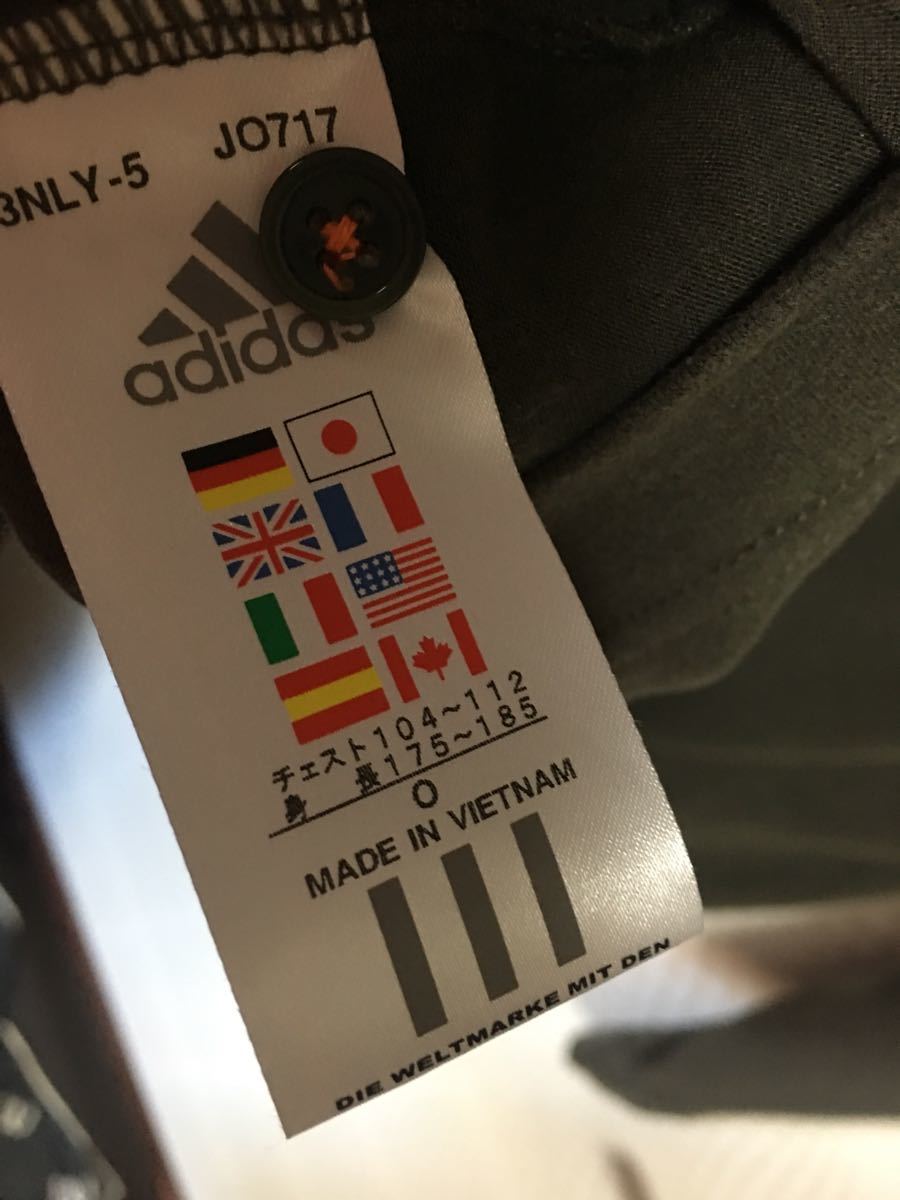 3NLY-5 JO717
adidas
チェスト104～112
身 長175～185
O
MADE IN VIETNAM
DIE WELTMARKE MIT DEN